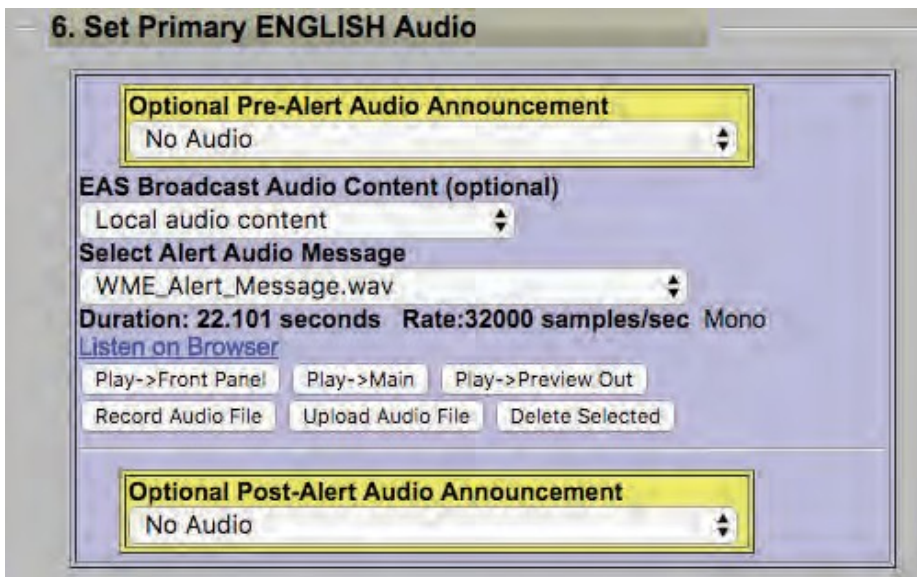 6. Set Primary ENGLISH Audio
Optional Pre-Alert Audio Announcement
No Audio
EAS Broadcast Audio Content (optional)
Local audio content
Select Alert Audio Message
WME_Alert_Message.wav
Duration: 22.101 seconds Rate:32000 samples/sec Mono
Listen on Browser
Play->Front Panel Play->Main Play->Preview Out
Record Audio File Upload Audio File Delete Selected
Optional Post-Alert Audio Announcement
No Audio